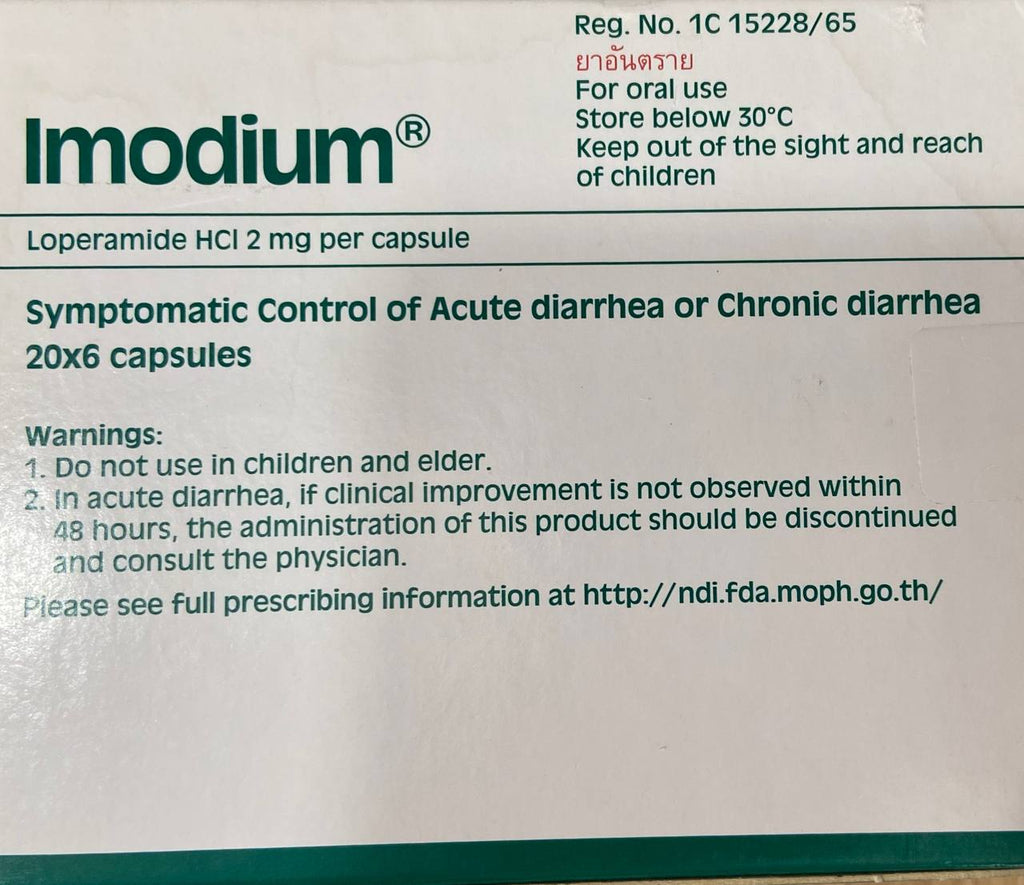 Reg. No. 1C 15228/65
ยาอันตราย
For oral use
Store below 30°C
Keep out of the sight and reach
of children
Imodium®
Loperamide HCl 2 mg per capsule
Symptomatic Control of Acute diarrhea or Chronic diarrhea
20x6 capsules
Warnings:
1. Do not use in children and elder.
2. In acute diarrhea, if clinical improvement is not observed within
48 hours, the administration of this product should be discontinued
and consult the physician.
Please see full prescribing information at http://ndi.fda.moph.go.th/